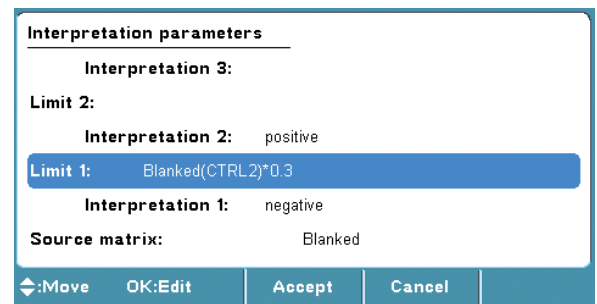 Interpretation parameters
Interpretation 3:
Limit 2:
Interpretation 2: positive
Limit 1: Blanked(CTRL2)*0.3
Interpretation 1: negative
Source matrix: Blanked
:Move OK:Edit Accept Cancel